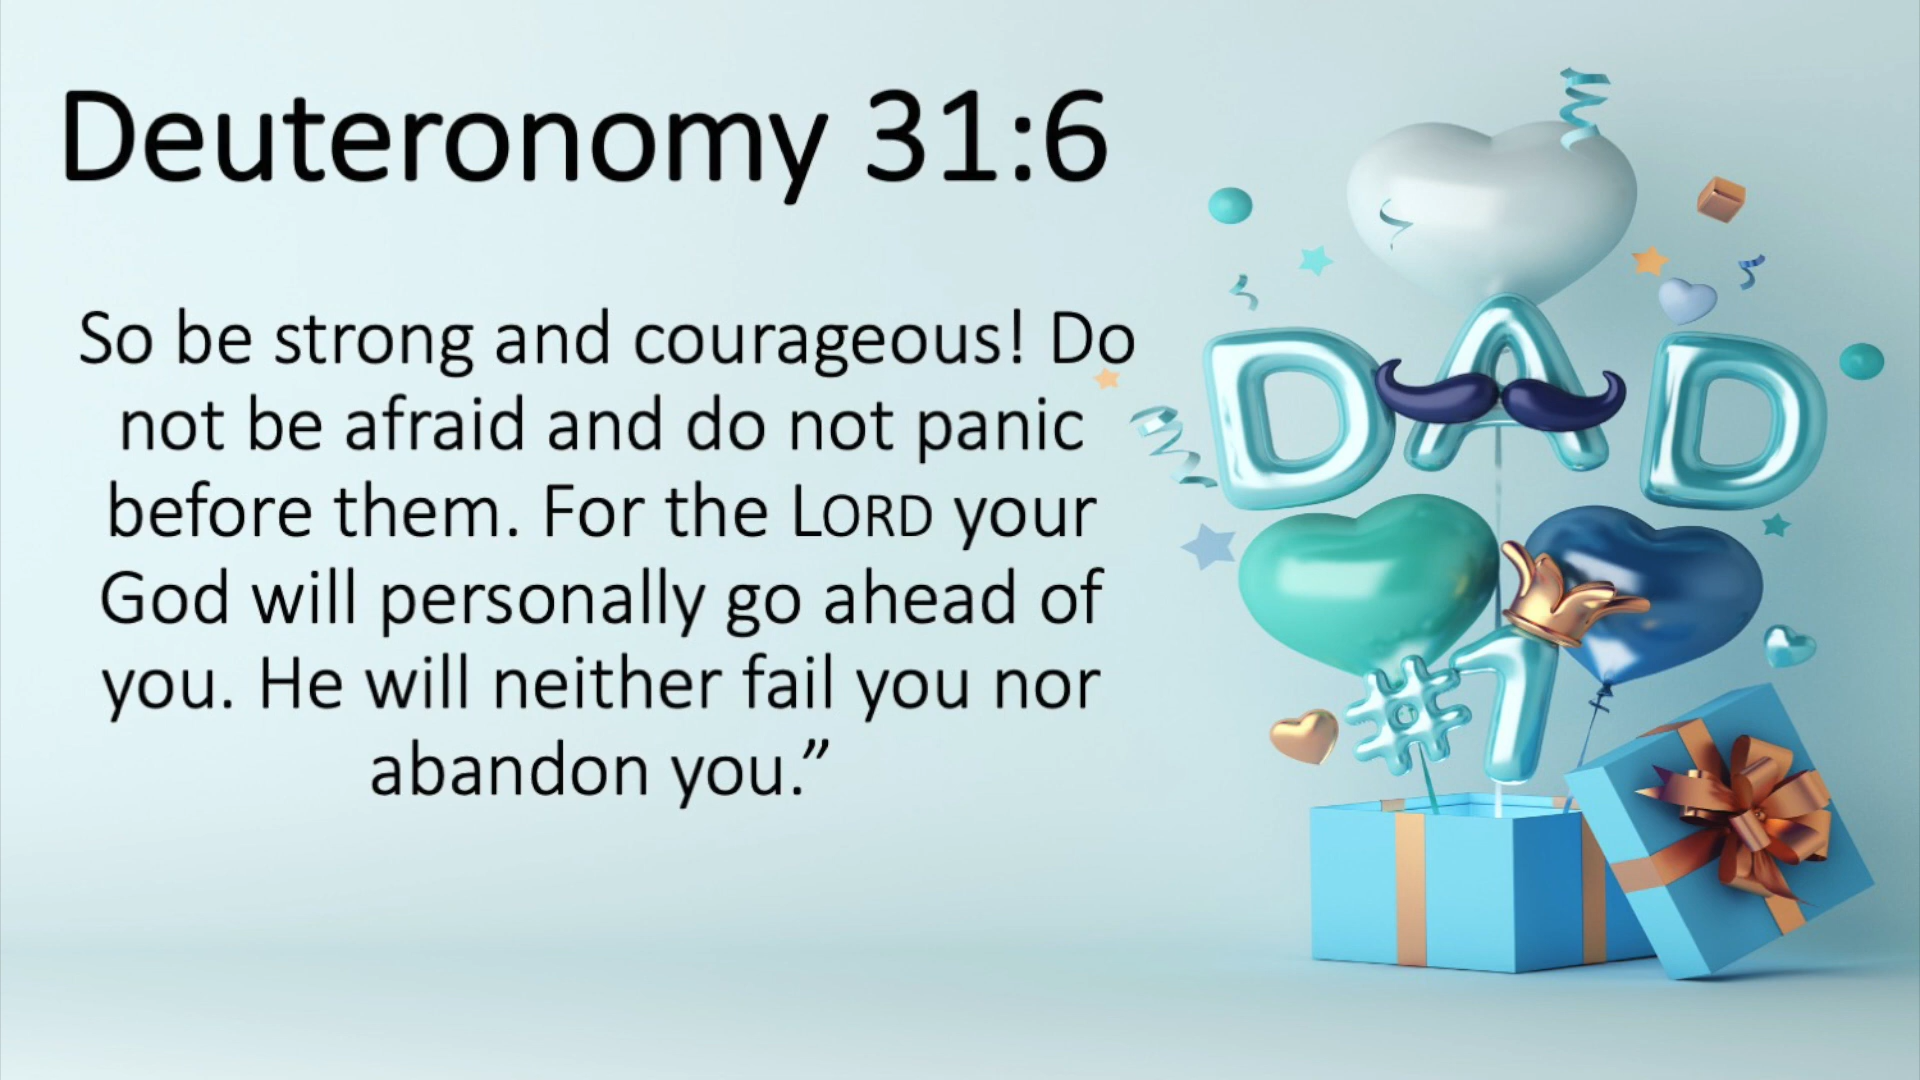 Deuteronomy 31:6
So be strong and courageous! Do
not be afraid and do not panic
before them. For the LORD your
God will personally go ahead of
you. He will neither fail you nor
abandon you.”
DAD
#1